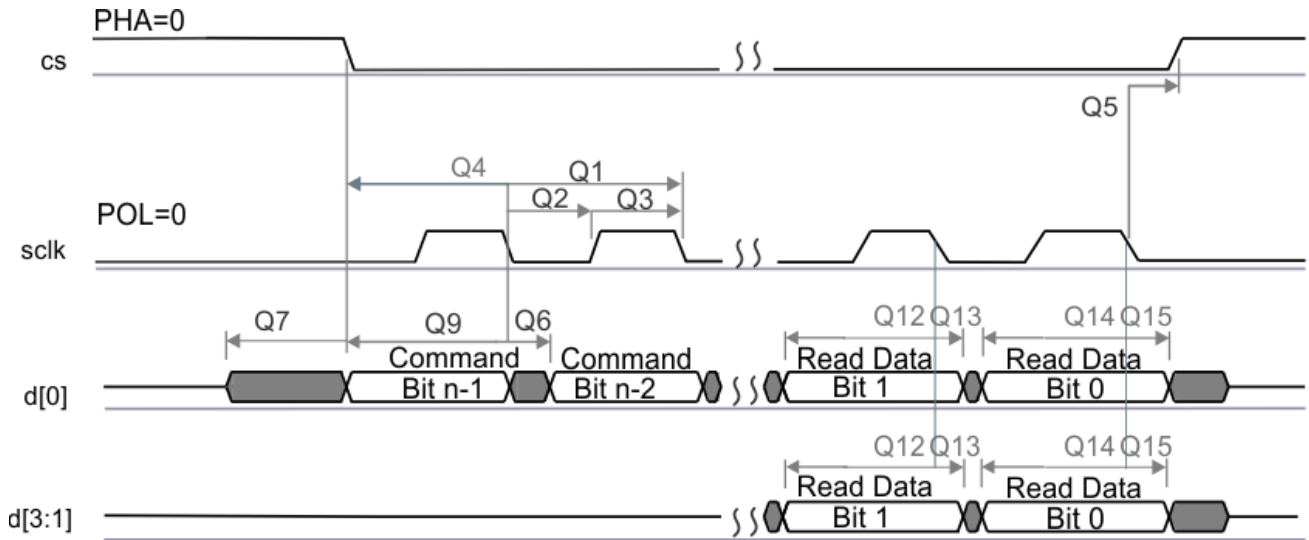 PHA=0
cs
Q5
Q4 Q1
Q2 Q3
POL=0
sclk
Q7 Q9 Q6 Q12 Q13 Q14 Q15
Command Command Read Data Read Data
d[0] Bit n-1 Bit n-2 Bit 1 Bit 0
Q12 Q13 Q14 Q15
Read Data Read Data
d[3:1] Bit 1 Bit 0